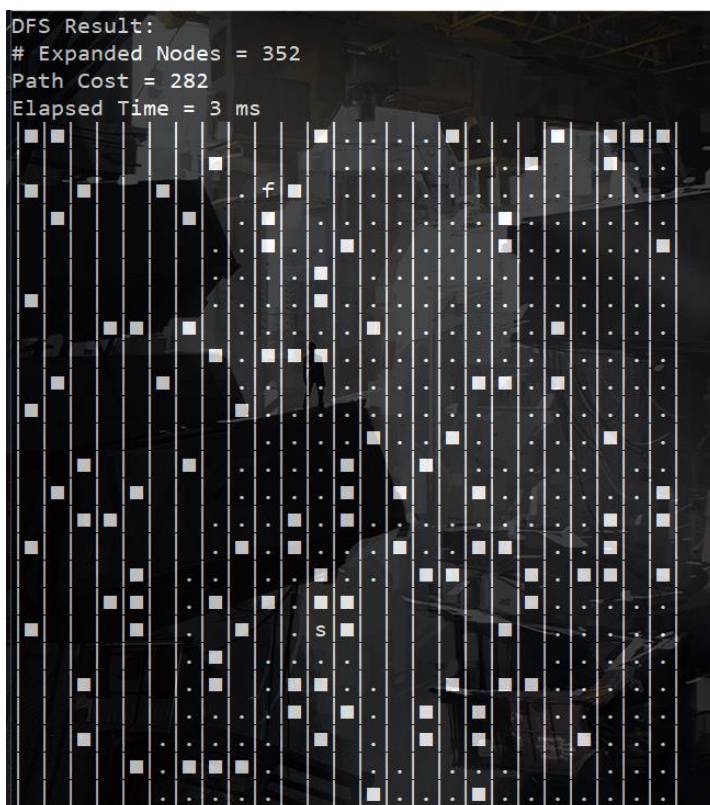 DFS Result:
# Expanded Nodes = 352
Path Cost = 282
Elapsed Time = 3 ms
f
s